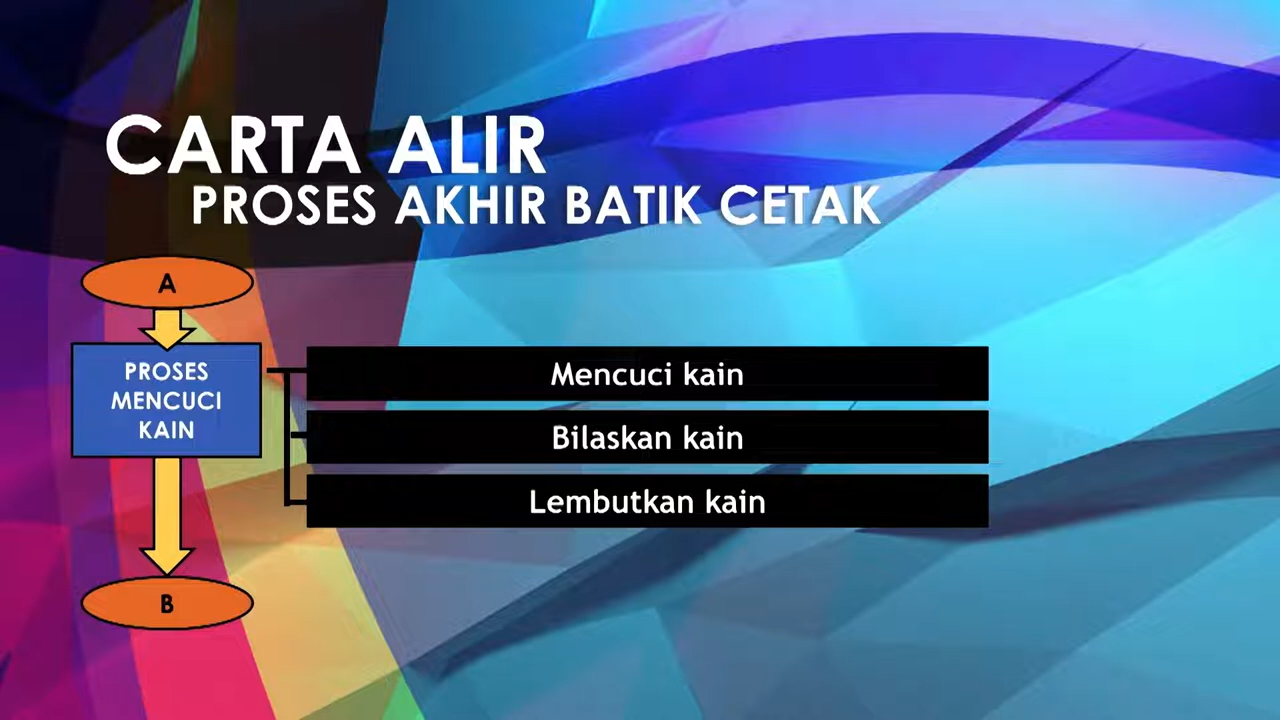 CARTA ALIR
PROSES AKHIR BATIK CETAK
A
PROSES
MENCUCI
KAIN
Mencuci kain
Bilaskan kain
Lembutkan kain
B